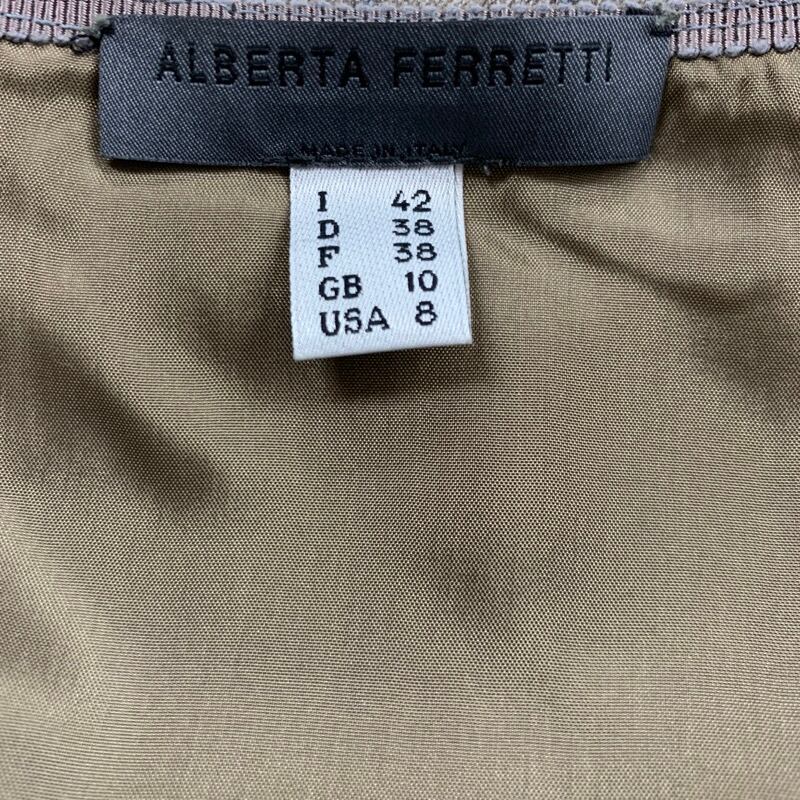 ALBERTA FERRETTI
MADE IN ITALY
I 42
D 38
F 38
GB 10
USA 8